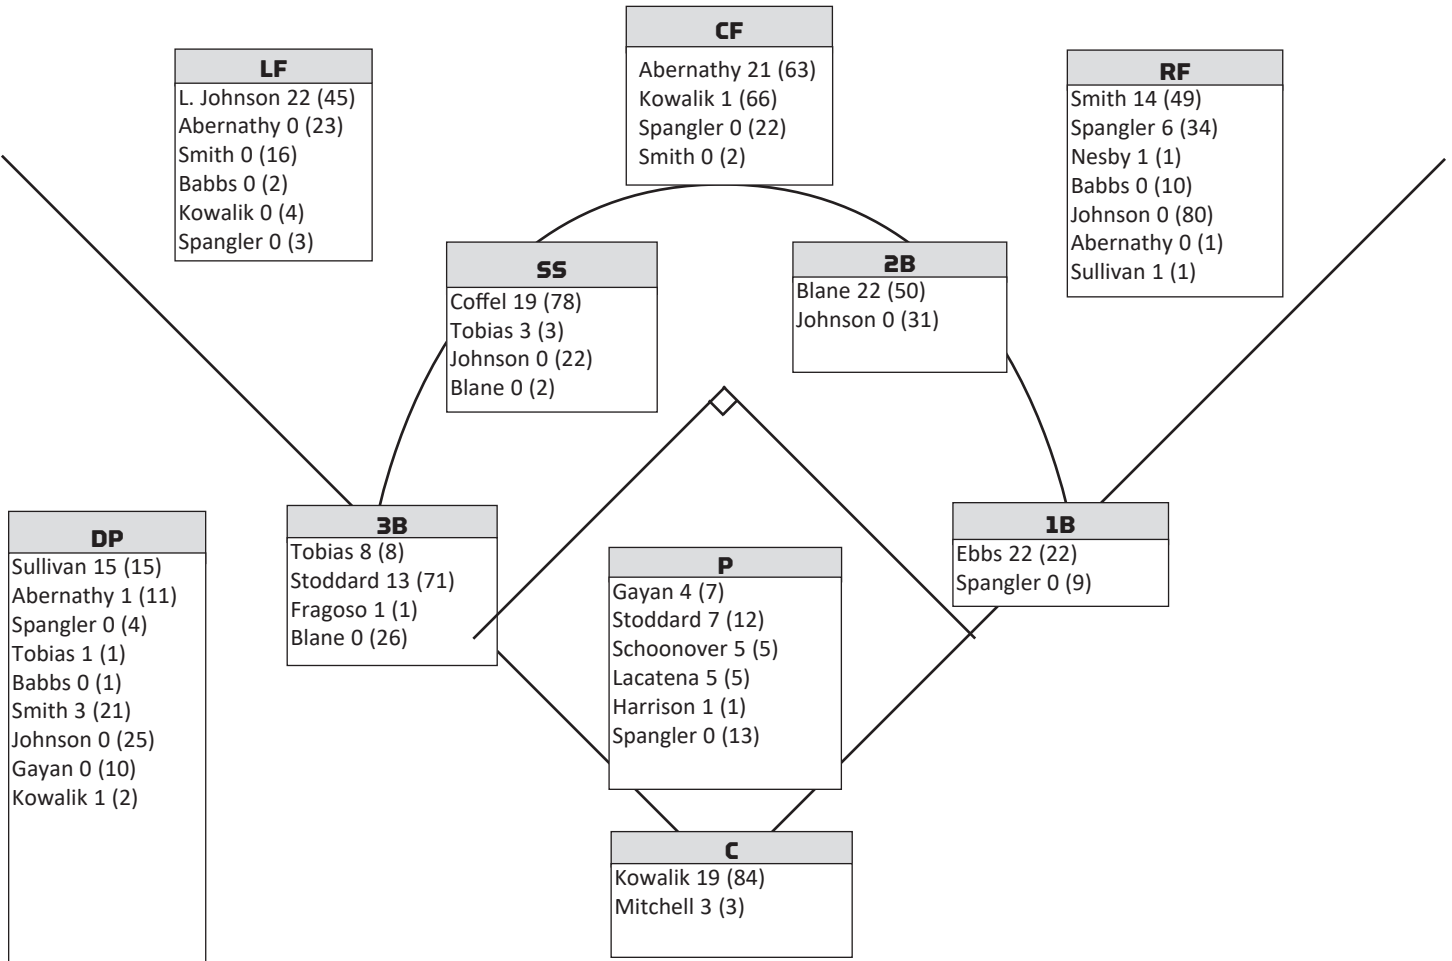 CF
Abernathy 21 (63)
Kowalik 1 (66)
Spangler 0 (22)
Smith 0 (2)
LF
L. Johnson 22 (45)
Abernathy 0 (23)
Smith 0 (16)
Babbs 0 (2)
Kowalik 0 (4)
Spangler 0 (3)
RF
Smith 14 (49)
Spangler 6 (34)
Nesby 1 (1)
Babbs 0 (10)
Johnson 0 (80)
Abernathy 0 (1)
Sullivan 1 (1)
SS
Coffel 19 (78)
Tobias 3 (3)
Johnson 0 (22)
Blane 0 (2)
2B
Blane 22 (50)
Johnson 0 (31)
3B
Tobias 8 (8)
Stoddard 13 (71)
Fragoso 1 (1)
Blane 0 (26)
1B
Ebbs 22 (22)
Spangler 0 (9)
DP
Sullivan 15 (15)
Abernathy 1 (11)
Spangler 0 (4)
Tobias 1 (1)
Babbs 0 (1)
Smith 3 (21)
Johnson 0 (25)
Gayan 0 (10)
Kowalik 1 (2)
P
Gayan 4 (7)
Stoddard 7 (12)
Schoonover 5 (5)
Lacatena 5 (5)
Harrison 1 (1)
Spangler 0 (13)
C
Kowalik 19 (84)
Mitchell 3 (3)